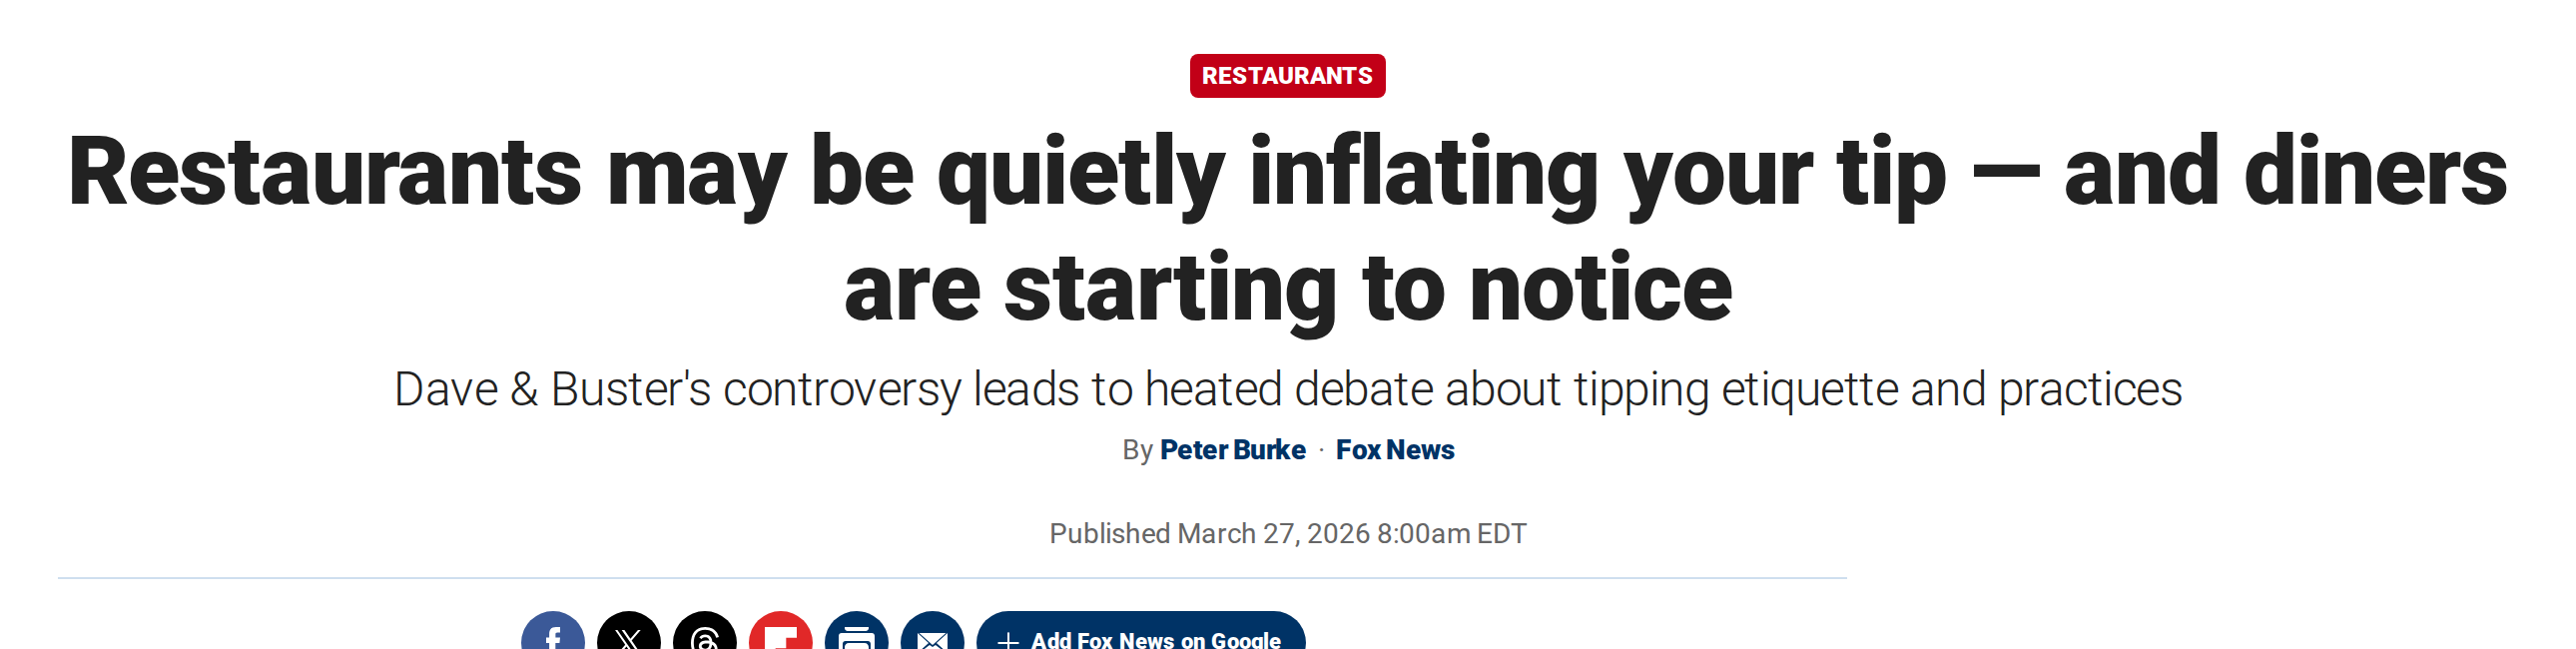 RESTAURANTS
Restaurants may be quietly inflating your tip — and diners
are starting to notice
Dave & Buster's controversy leads to heated debate about tipping etiquette and practices
By Peter Burke · Fox News
Published March 27, 2026 8:00am EDT
Add Fox News on Google